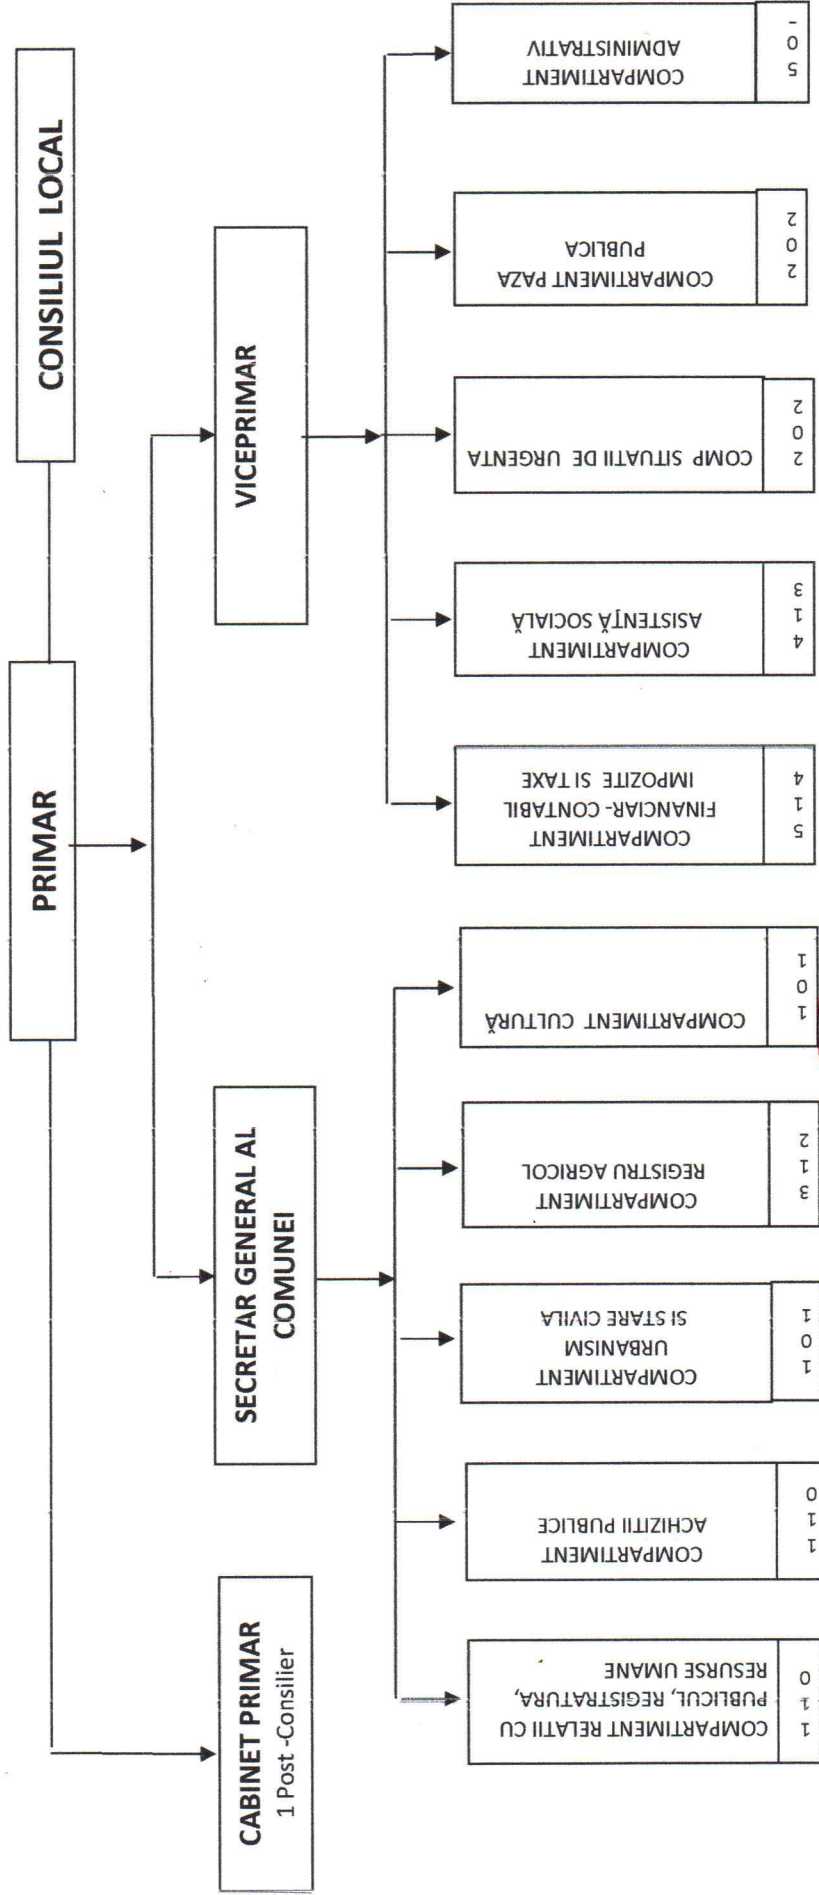 PRIMAR
CONSILIUL LOCAL
CABINET PRIMAR
1 Post -Consilier
SECRETAR GENERAL AL
COMUNEI
VICEPRIMAR
COMPARTIMENT RELATII CU
PUBLICUL, REGISTRATURA,
RESURSE UMANE
1 1 0
COMPARTIMENT
ACHIZITII PUBLICE
1 1 0
COMPARTIMENT
URBANISM
SI STARE CIVILA
1 0 1
COMPARTIMENT
REGISTRU AGRICOL
3 1 2
COMPARTIMENT CULTURĂ
1 0 1
COMPARTIMENT
FINANCIAR- CONTABIL
IMPOZITE SI TAXE
5 1 4
COMPARTIMENT
ASISTENŢĂ SOCIALĂ
4 1 3
COMP SITUATII DE URGENTA
2 0 2
COMPARTIMENT PAZA
PUBLICA
2 0 2
COMPARTIMENT
ADMINISTRATIV
5 0 -